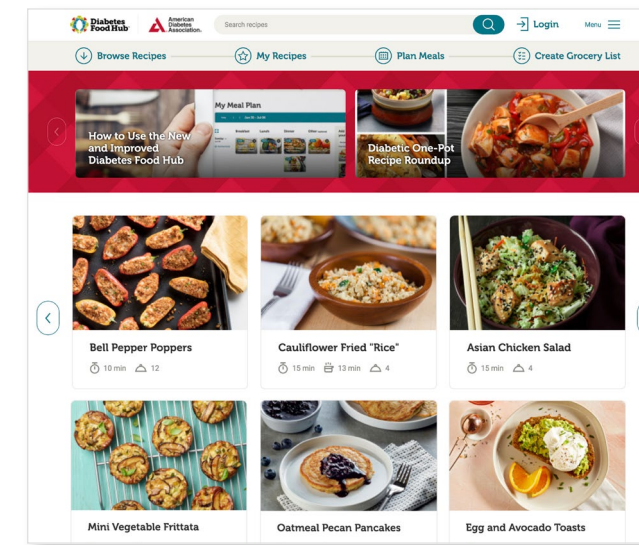 Diabetes
Food Hub
American
Diabetes
Association.
Search recipes
Login
Menu
Browse Recipes
My Recipes
Plan Meals
Create Grocery List
How to Use the New
and Improved
Diabetes Food Hub
My Meal Plan
Breakfast Lunch Dinner
Diabetic One-Pot
Recipe Roundup
Bell Pepper Poppers
10 min 12
Cauliflower Fried "Rice"
15 min 13 min 4
Asian Chicken Salad
15 min 4
Mini Vegetable Frittata
Oatmeal Pecan Pancakes
Egg and Avocado Toasts